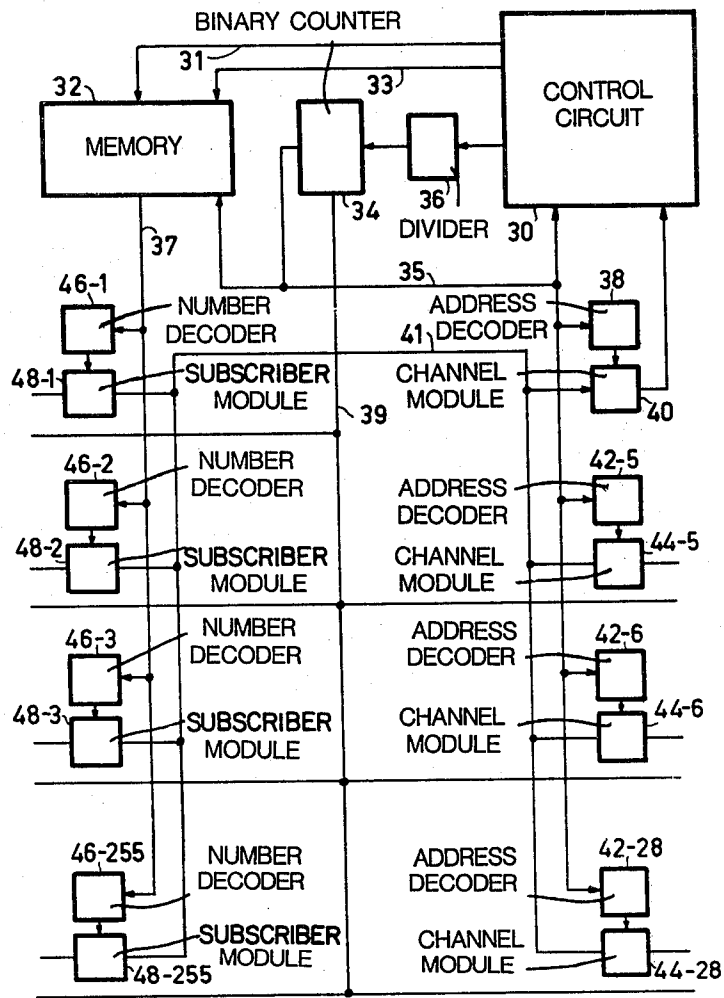 BINARY COUNTER
31
33
32
MEMORY
CONTROL
CIRCUIT
34
36
DIVIDER
30
37
35
46-1
NUMBER
DECODER
ADDRESS
DECODER
38
41
48-1
SUBSCRIBER
MODULE
CHANNEL
MODULE
40
39
46-2
NUMBER
DECODER
ADDRESS
DECODER
42-5
48-2
SUBSCRIBER
MODULE
CHANNEL
MODULE
44-5
46-3
NUMBER
DECODER
ADDRESS
DECODER
42-6
48-3
SUBSCRIBER
MODULE
CHANNEL
MODULE
44-6
46-255
NUMBER
DECODER
ADDRESS
DECODER
42-28
SUBSCRIBER
MODULE
48-255
CHANNEL
MODULE
44-28